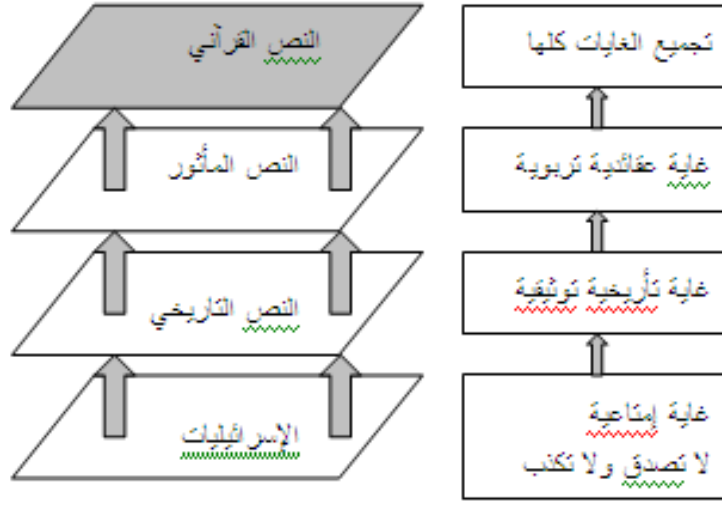 النص القرآني
تجميع الغايات كلها
النص المأثور
غاية عقائدية تربوية
النص التاريخي
غاية تأريخية توثيقية
الإسرائيليات
غاية إمتاعية
لا تصدق ولا تكذب